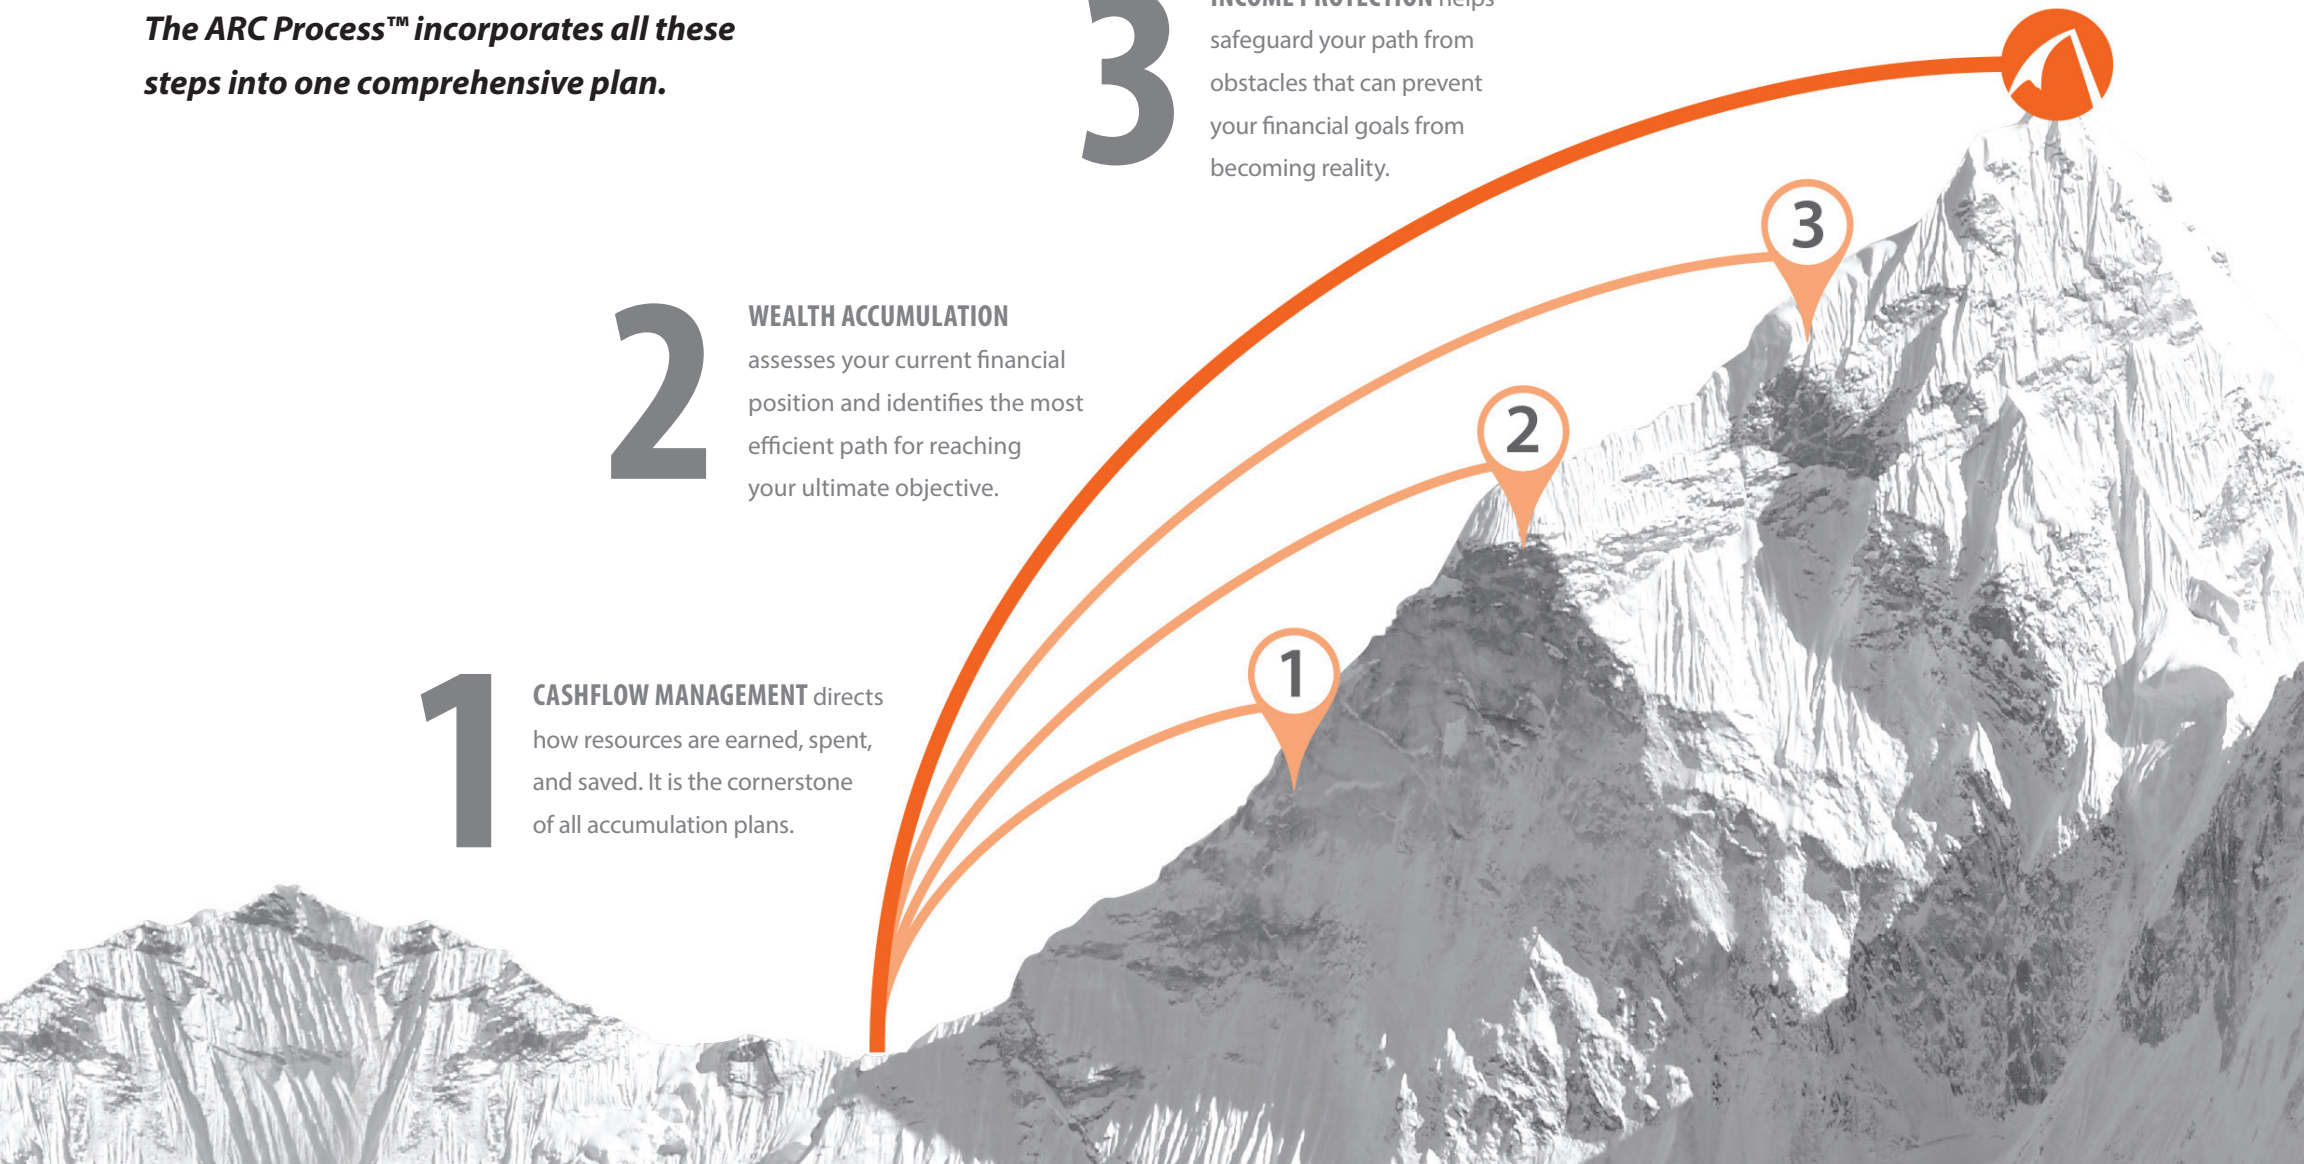 The ARC Process™ incorporates all these
steps into one comprehensive plan.
3
INCOME PROTECTION helps
safeguard your path from
obstacles that can prevent
your financial goals from
becoming reality.
3
2
WEALTH ACCUMULATION
assesses your current financial
position and identifies the most
efficient path for reaching
your ultimate objective.
2
1
CASHFLOW MANAGEMENT directs
how resources are earned, spent,
and saved. It is the cornerstone
of all accumulation plans.
1